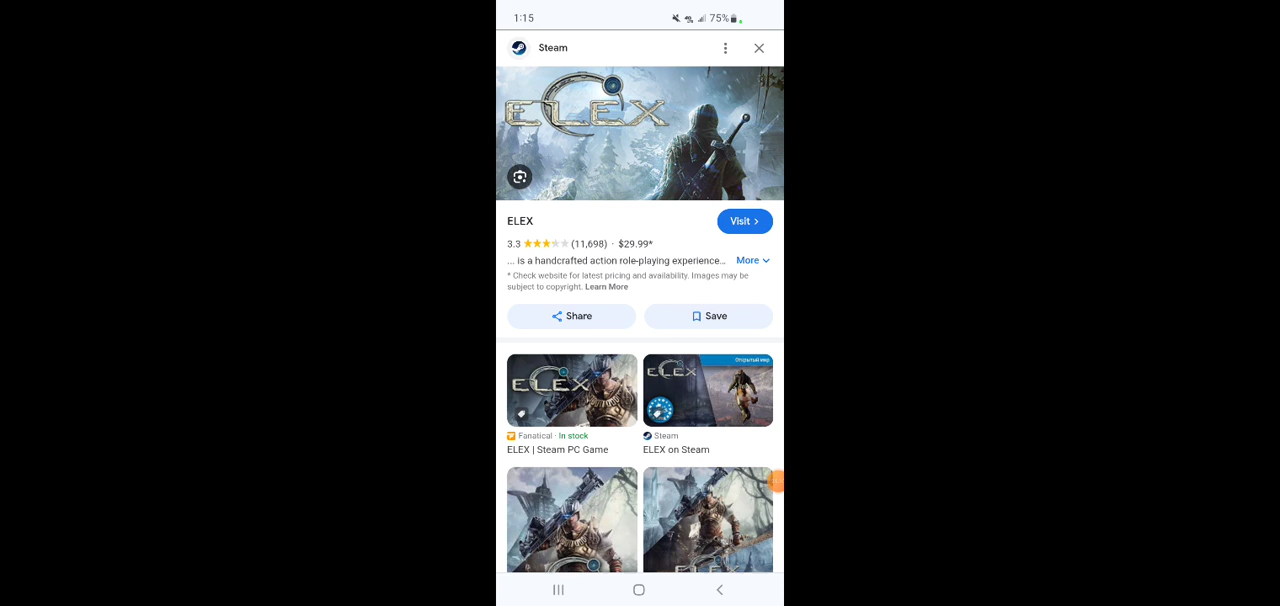 1:15
75%
Steam
ELEX
ELEX
Visit
3.3 (11,698) · $29.99*
... is a handcrafted action role-playing experience...
More
* Check website for latest pricing and availability. Images may
subject to copyright. Learn More
Share
Save
ELEX
ELEX
Открытый мир
Fanatical · In stock
Steam
ELEX | Steam PC Game
ELEX on Steam
ELEX